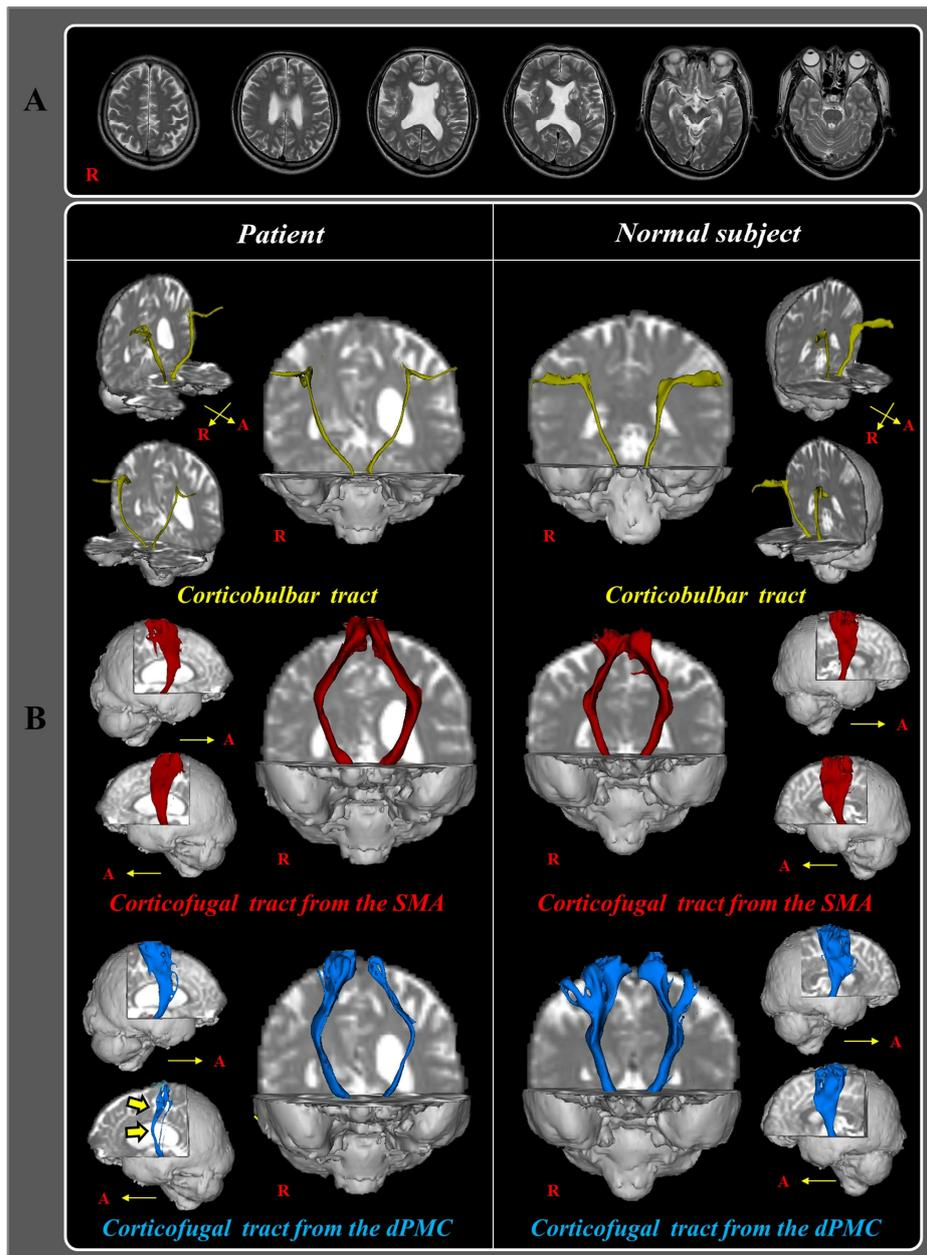 A
R
Patient
Normal subject
R
A
R
R
R
A
Corticobulbar tract
Corticobulbar tract
B
A
A
A
R
R
A
Corticofugal tract from the SMA
Corticofugal tract from the SMA
A
A
A
R
R
A
Corticofugal tract from the dPMC
Corticofugal tract from the dPMC